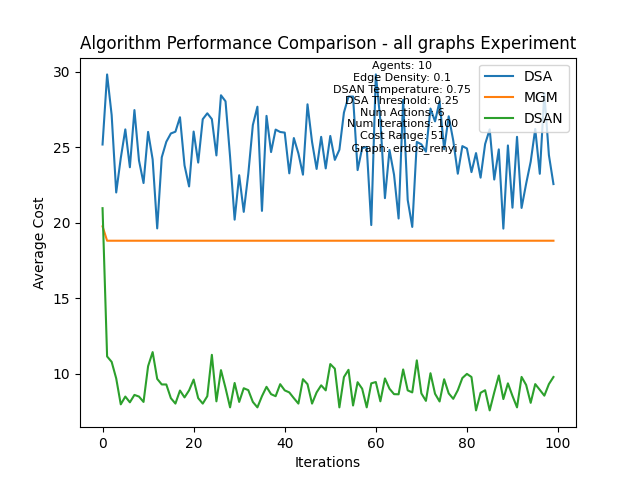 Algorithm Performance Comparison - all graphs Experiment
Agents: 10
Edge Density: 0.1
DSAN Temperature: 0.75
DSA Threshold: 0.25
Num Actions: 5
Num Iterations: 100
Cost Range: 51
Graph: erdos_renyi
DSA
MGM
DSAN
Average Cost
30
25
20
15
10
0
20
40
60
80
100
Iterations